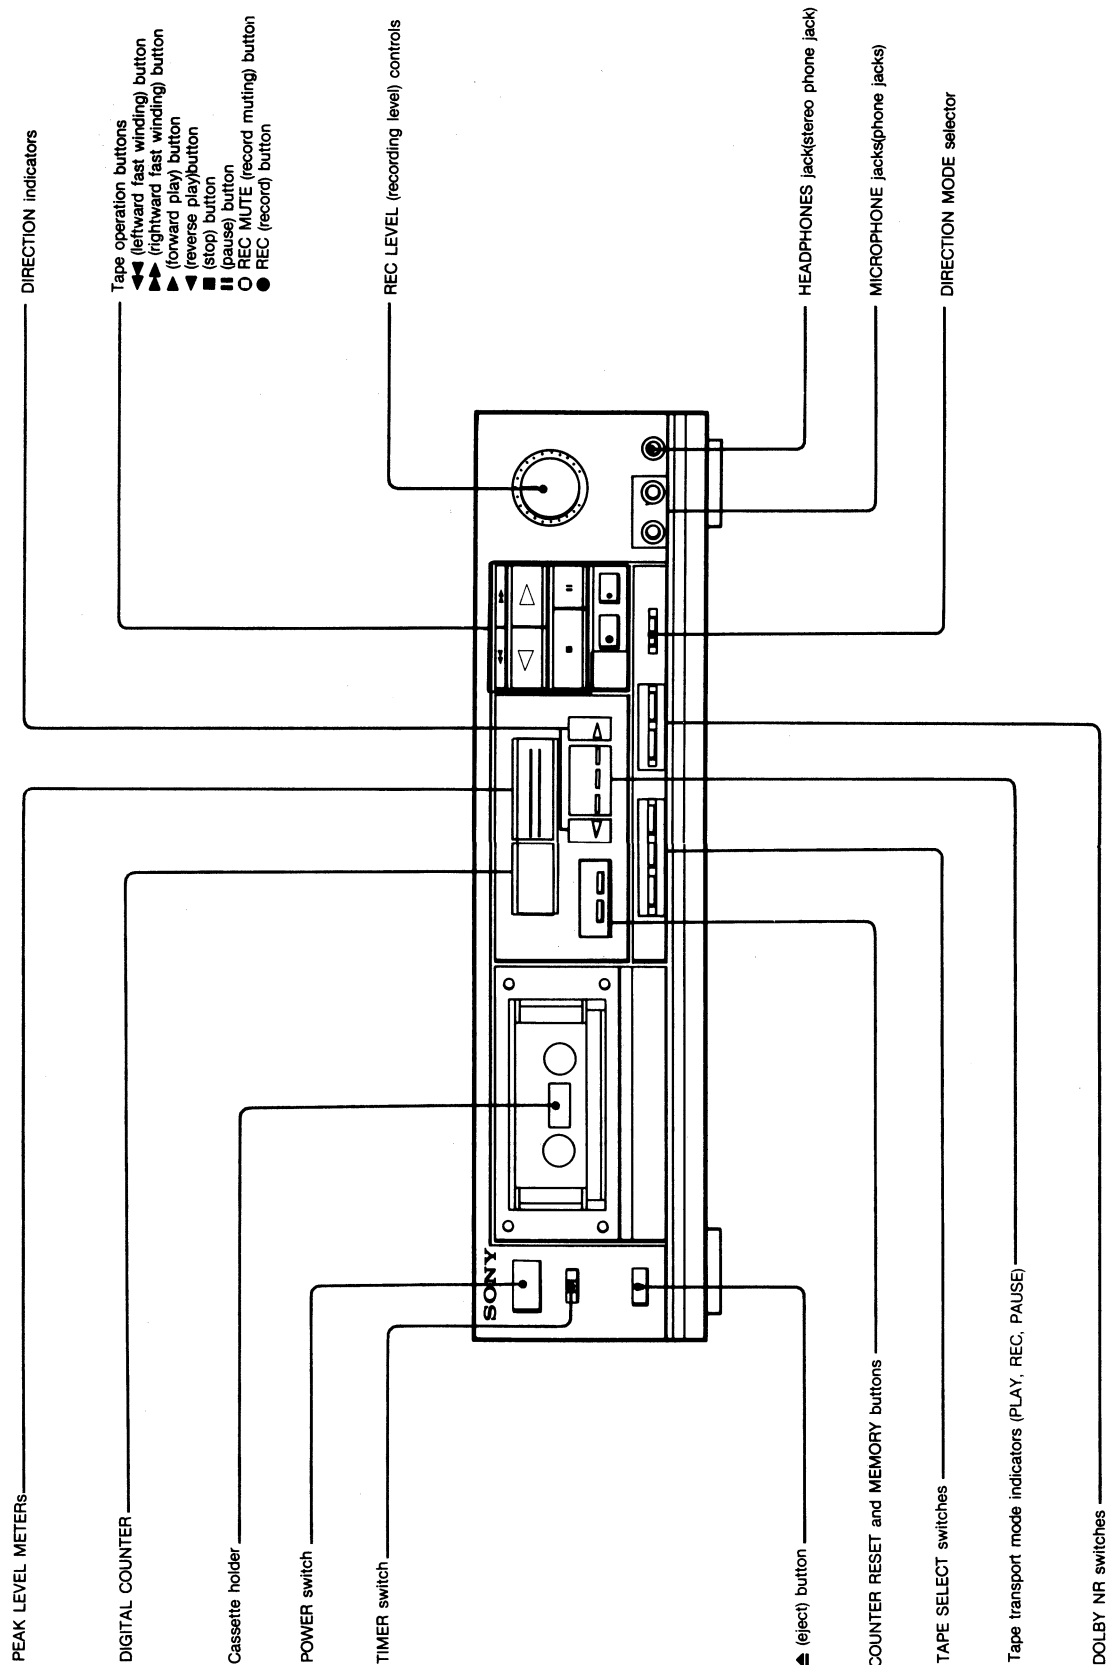 PEAK LEVEL METERs
DIGITAL COUNTER
Cassette holder
POWER switch
TIMER switch
DIRECTION indicators
Tape operation buttons
◀◀ (leftward fast winding) button
▶▶ (rightward fast winding) button
▶ (forward play) button
◀ (reverse play)button
■ (stop) button
▮▮ (pause) button
○ REC MUTE (record muting) button
● REC (record) button
REC LEVEL (recording level) controls
SONY
⏏ (eject) button
COUNTER RESET and MEMORY buttons
TAPE SELECT switches
Tape transport mode indicators (PLAY, REC, PAUSE)
DOLBY NR switches
HEADPHONES jack(stereo phone jack)
MICROPHONE jacks(phone jacks)
DIRECTION MODE selector